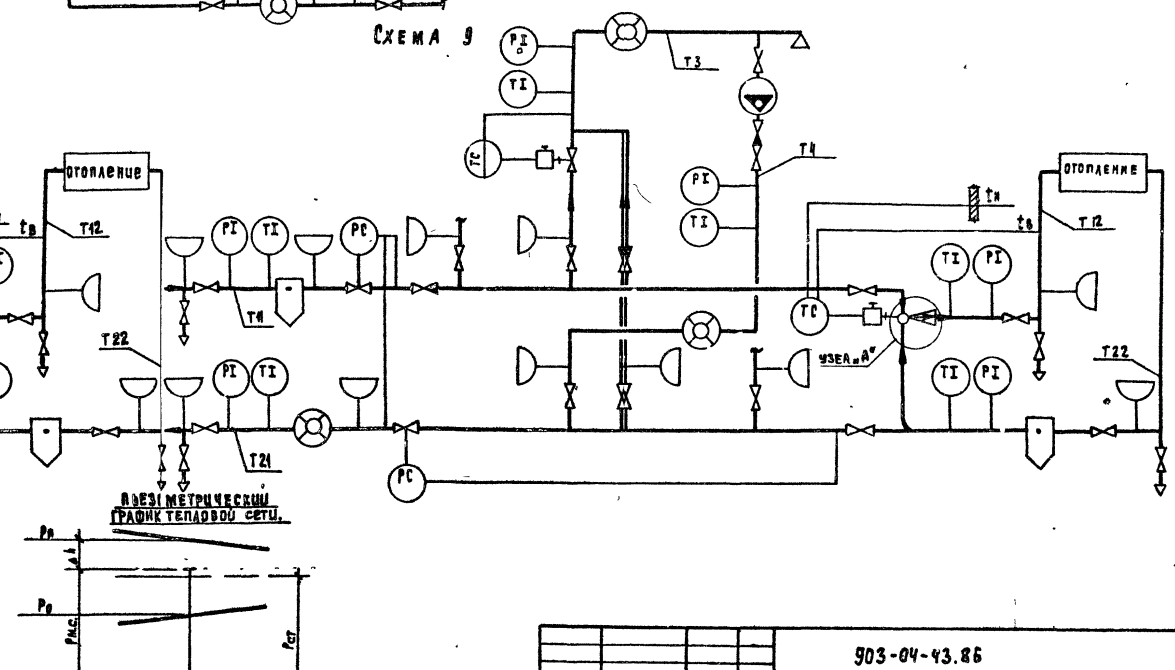 СХЕМА 9
PI
T3
TI
TC
T4
PI
TI
ОТОПЛЕНИЕ
ОТОПЛЕНИЕ
tн
tв
T12
tв
T12
PI
TI
PC
TI
PI
T11
TC
T22
УЗЕЛ „А"
T22
PI
TI
TI
PI
T21
PC
ПЬЕЗОМЕТРИЧЕСКИЙ
ГРАФИК ТЕПЛОВОЙ СЕТИ.
Pп
Δh
Pо
Pм.с.
Pст
903-04-43.86